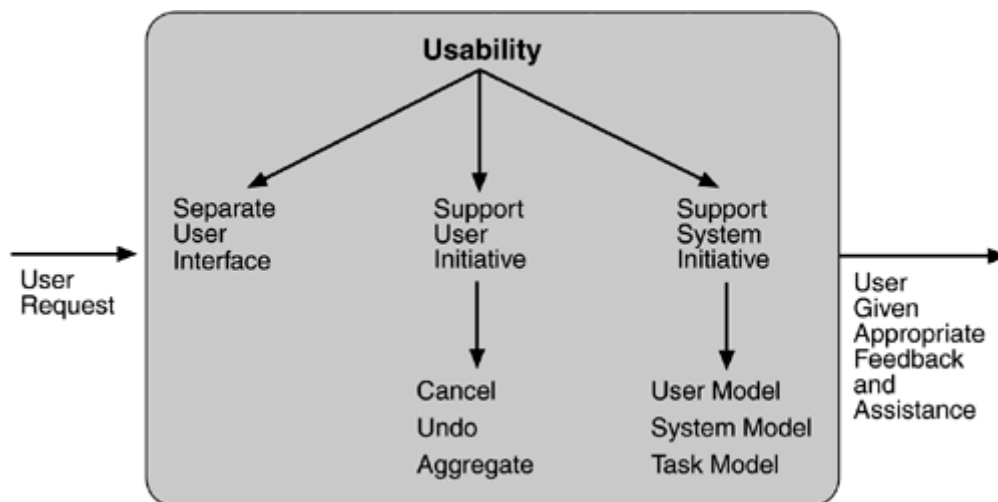 Usability
Separate
User
Interface
Support
User
Initiative
Support
System
Initiative
User
Request
User
Given
Appropriate
Feedback
and
Assistance
Cancel
Undo
Aggregate
User Model
System Model
Task Model